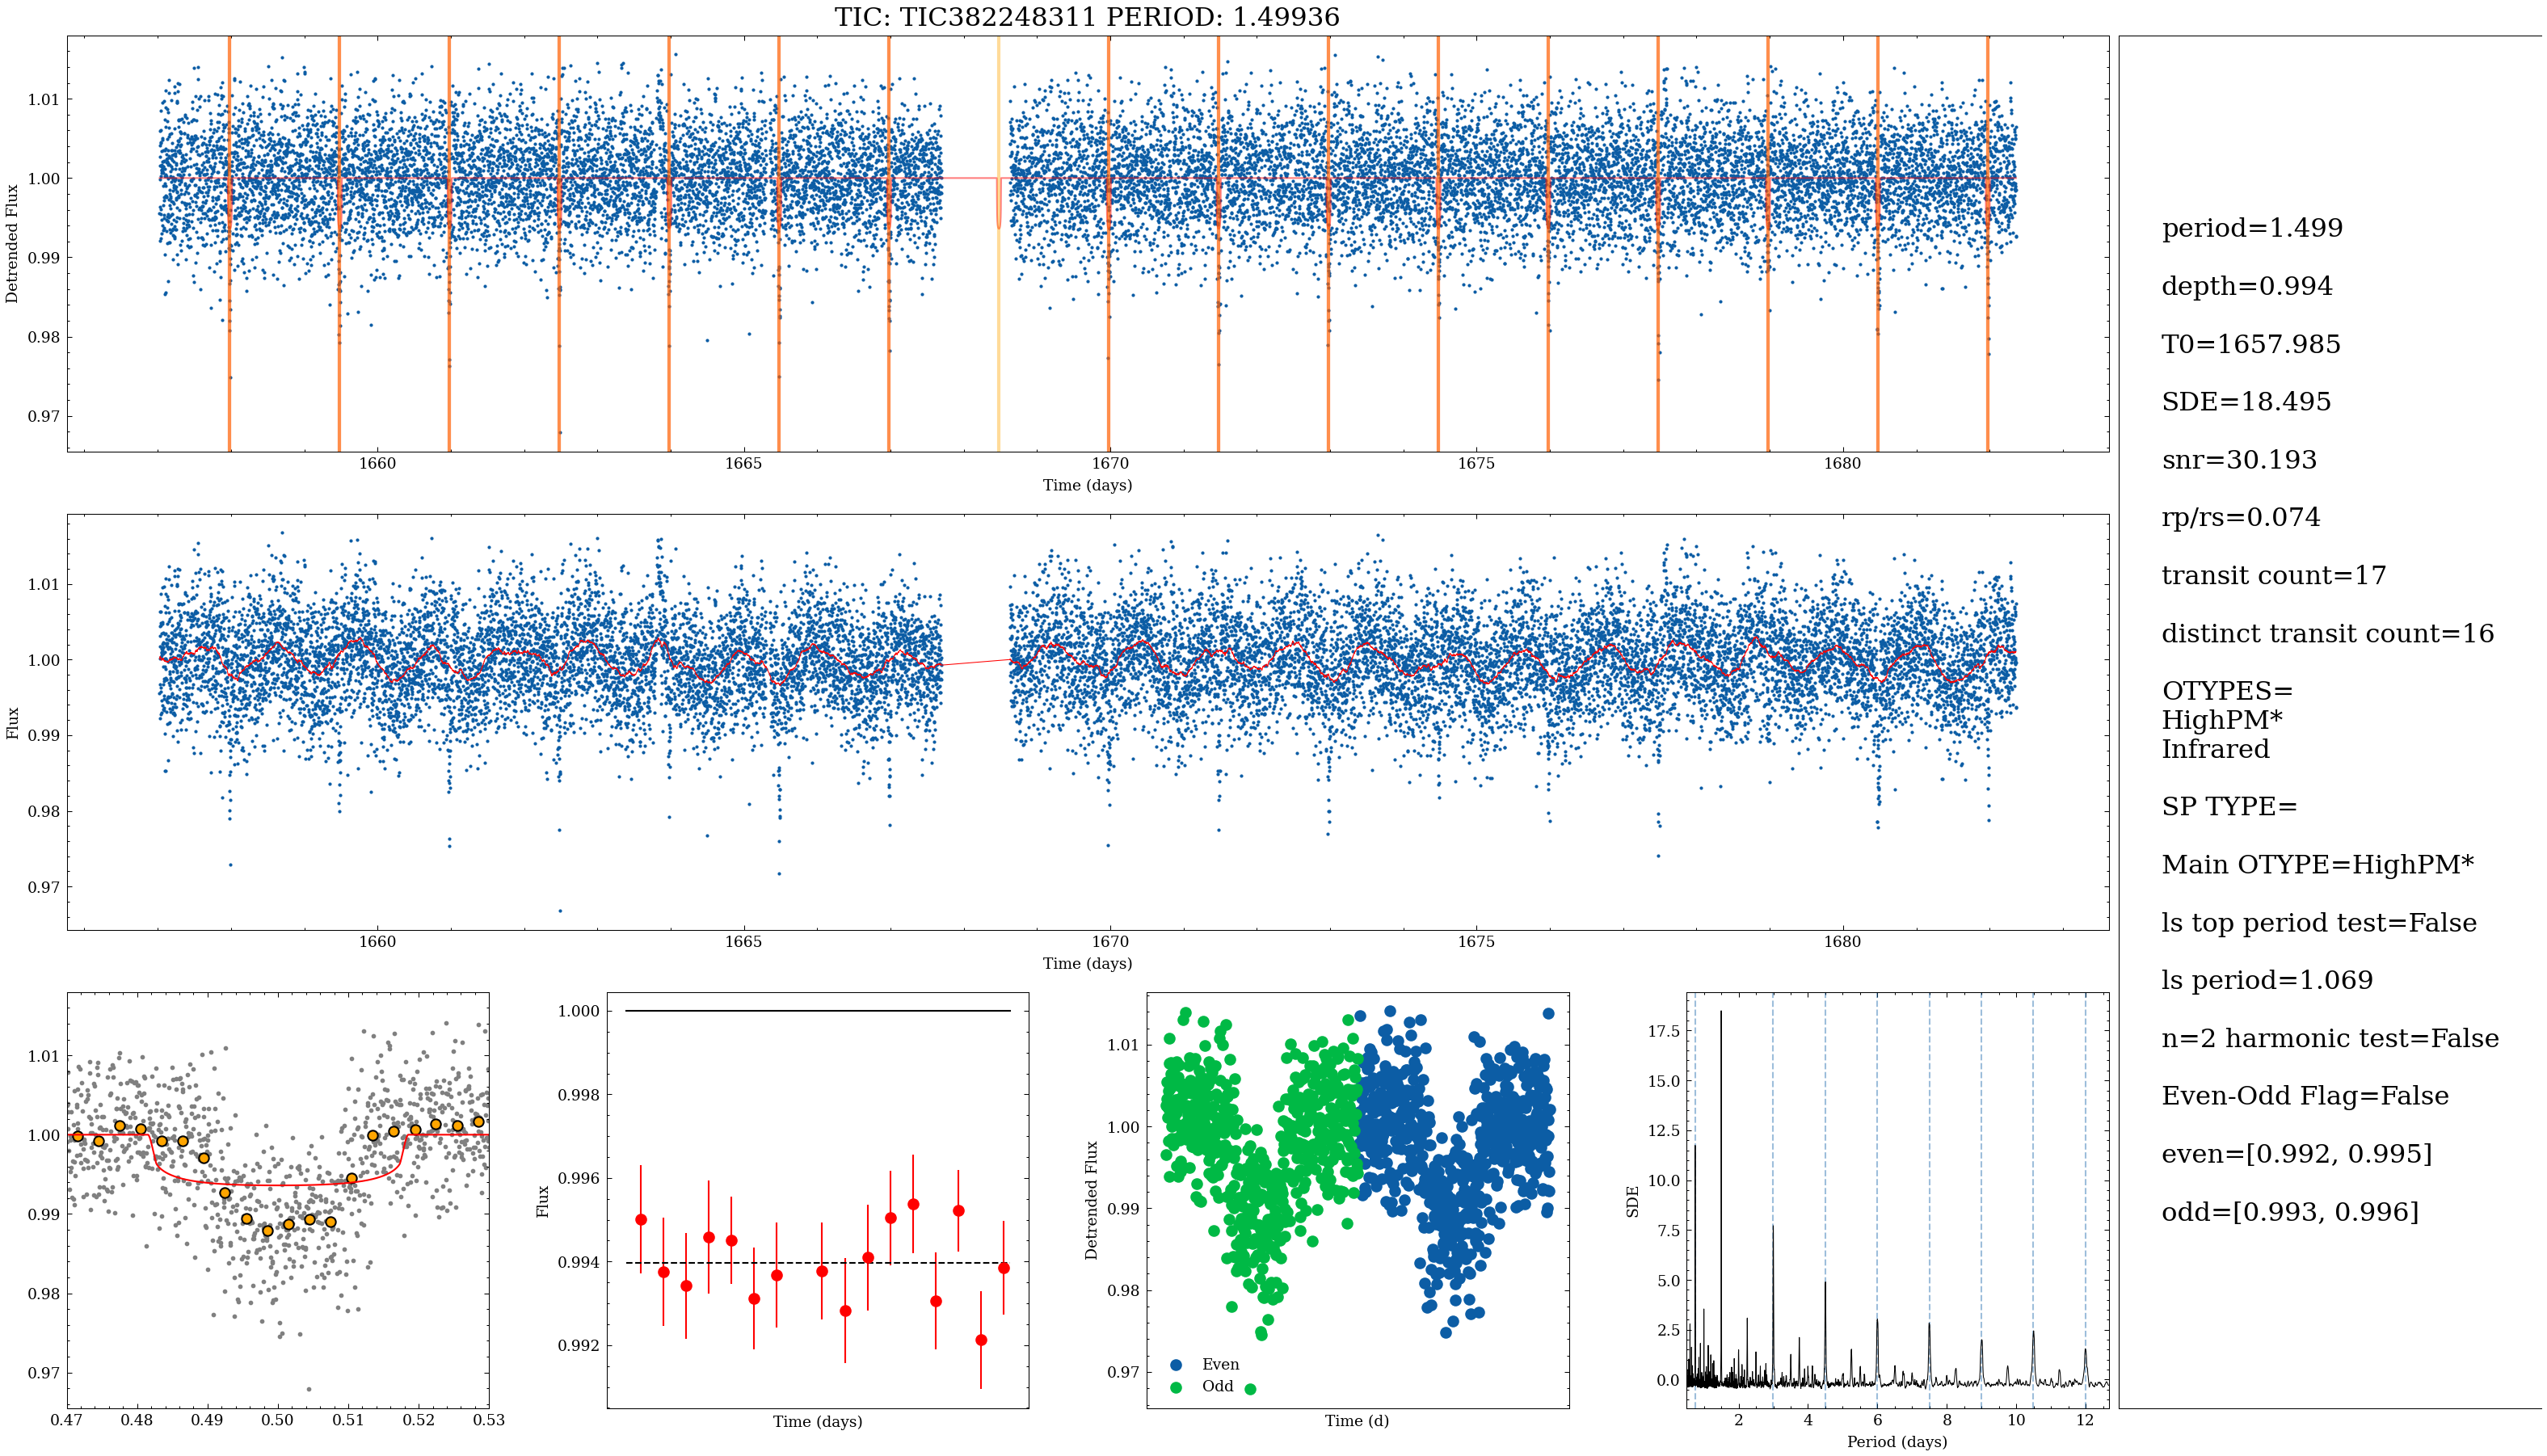 TIC: TIC382248311 PERIOD: 1.49936
1.01
1.00
0.99
0.98
0.97
Detrended Flux
1660
1665
1670
1675
1680
Time (days)
1.01
1.00
0.99
0.98
0.97
Flux
1660
1665
1670
1675
1680
Time (days)
1.01
1.00
0.99
0.98
0.97
0.47
0.48
0.49
0.50
0.51
0.52
0.53
1.000
0.998
0.996
0.994
0.992
Flux
Time (days)
1.01
1.00
0.99
0.98
0.97
Detrended Flux
Even
Odd
Time (d)
17.5
15.0
12.5
10.0
7.5
5.0
2.5
0.0
SDE
2
4
6
8
10
12
Period (days)
period=1.499
depth=0.994
T0=1657.985
SDE=18.495
snr=30.193
rp/rs=0.074
transit count=17
distinct transit count=16
OTYPES=
HighPM*
Infrared
SP TYPE=
Main OTYPE=HighPM*
ls top period test=False
ls period=1.069
n=2 harmonic test=False
Even-Odd Flag=False
even=[0.992, 0.995]
odd=[0.993, 0.996]